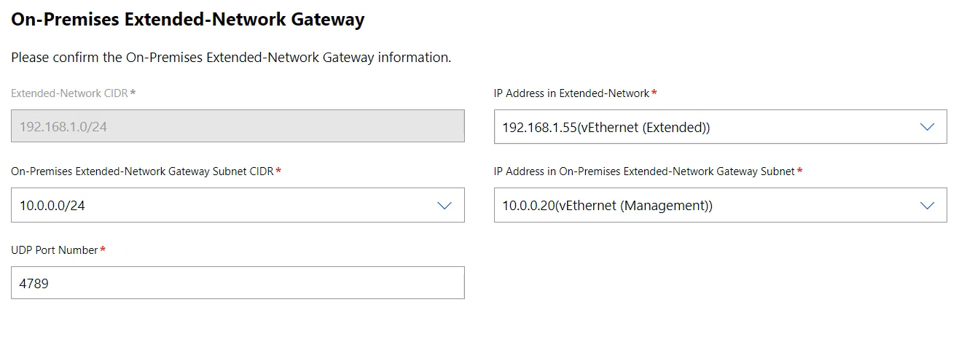 On-Premises Extended-Network Gateway
Please confirm the On-Premises Extended-Network Gateway information.
Extended-Network CIDR *
192.168.1.0/24
IP Address in Extended-Network *
192.168.1.55(vEthernet (Extended))
On-Premises Extended-Network Gateway Subnet CIDR *
10.0.0.0/24
IP Address in On-Premises Extended-Network Gateway Subnet *
10.0.0.20(vEthernet (Management))
UDP Port Number *
4789